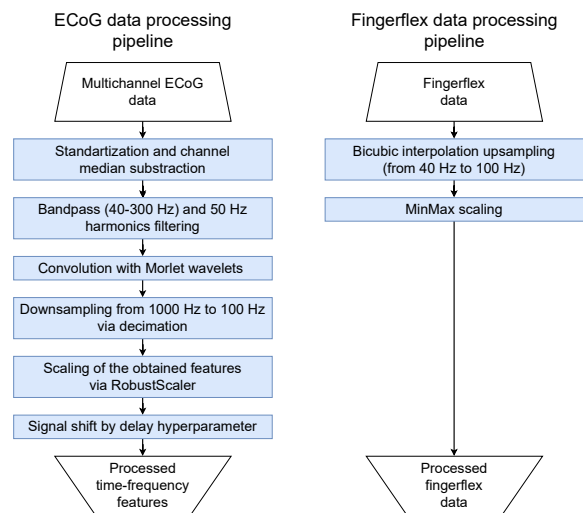 ECoG data processing
pipeline
Multichannel ECoG
data
Standartization and channel
median substraction
Bandpass (40-300 Hz) and 50 Hz
harmonics filtering
Convolution with Morlet wavelets
Downsampling from 1000 Hz to 100 Hz
via decimation
Scaling of the obtained features
via RobustScaler
Signal shift by delay hyperparameter
Processed
time-frequency
features
Fingerflex data processing
pipeline
Fingerflex
data
Bicubic interpolation upsampling
(from 40 Hz to 100 Hz)
MinMax scaling
Processed
fingerflex
data